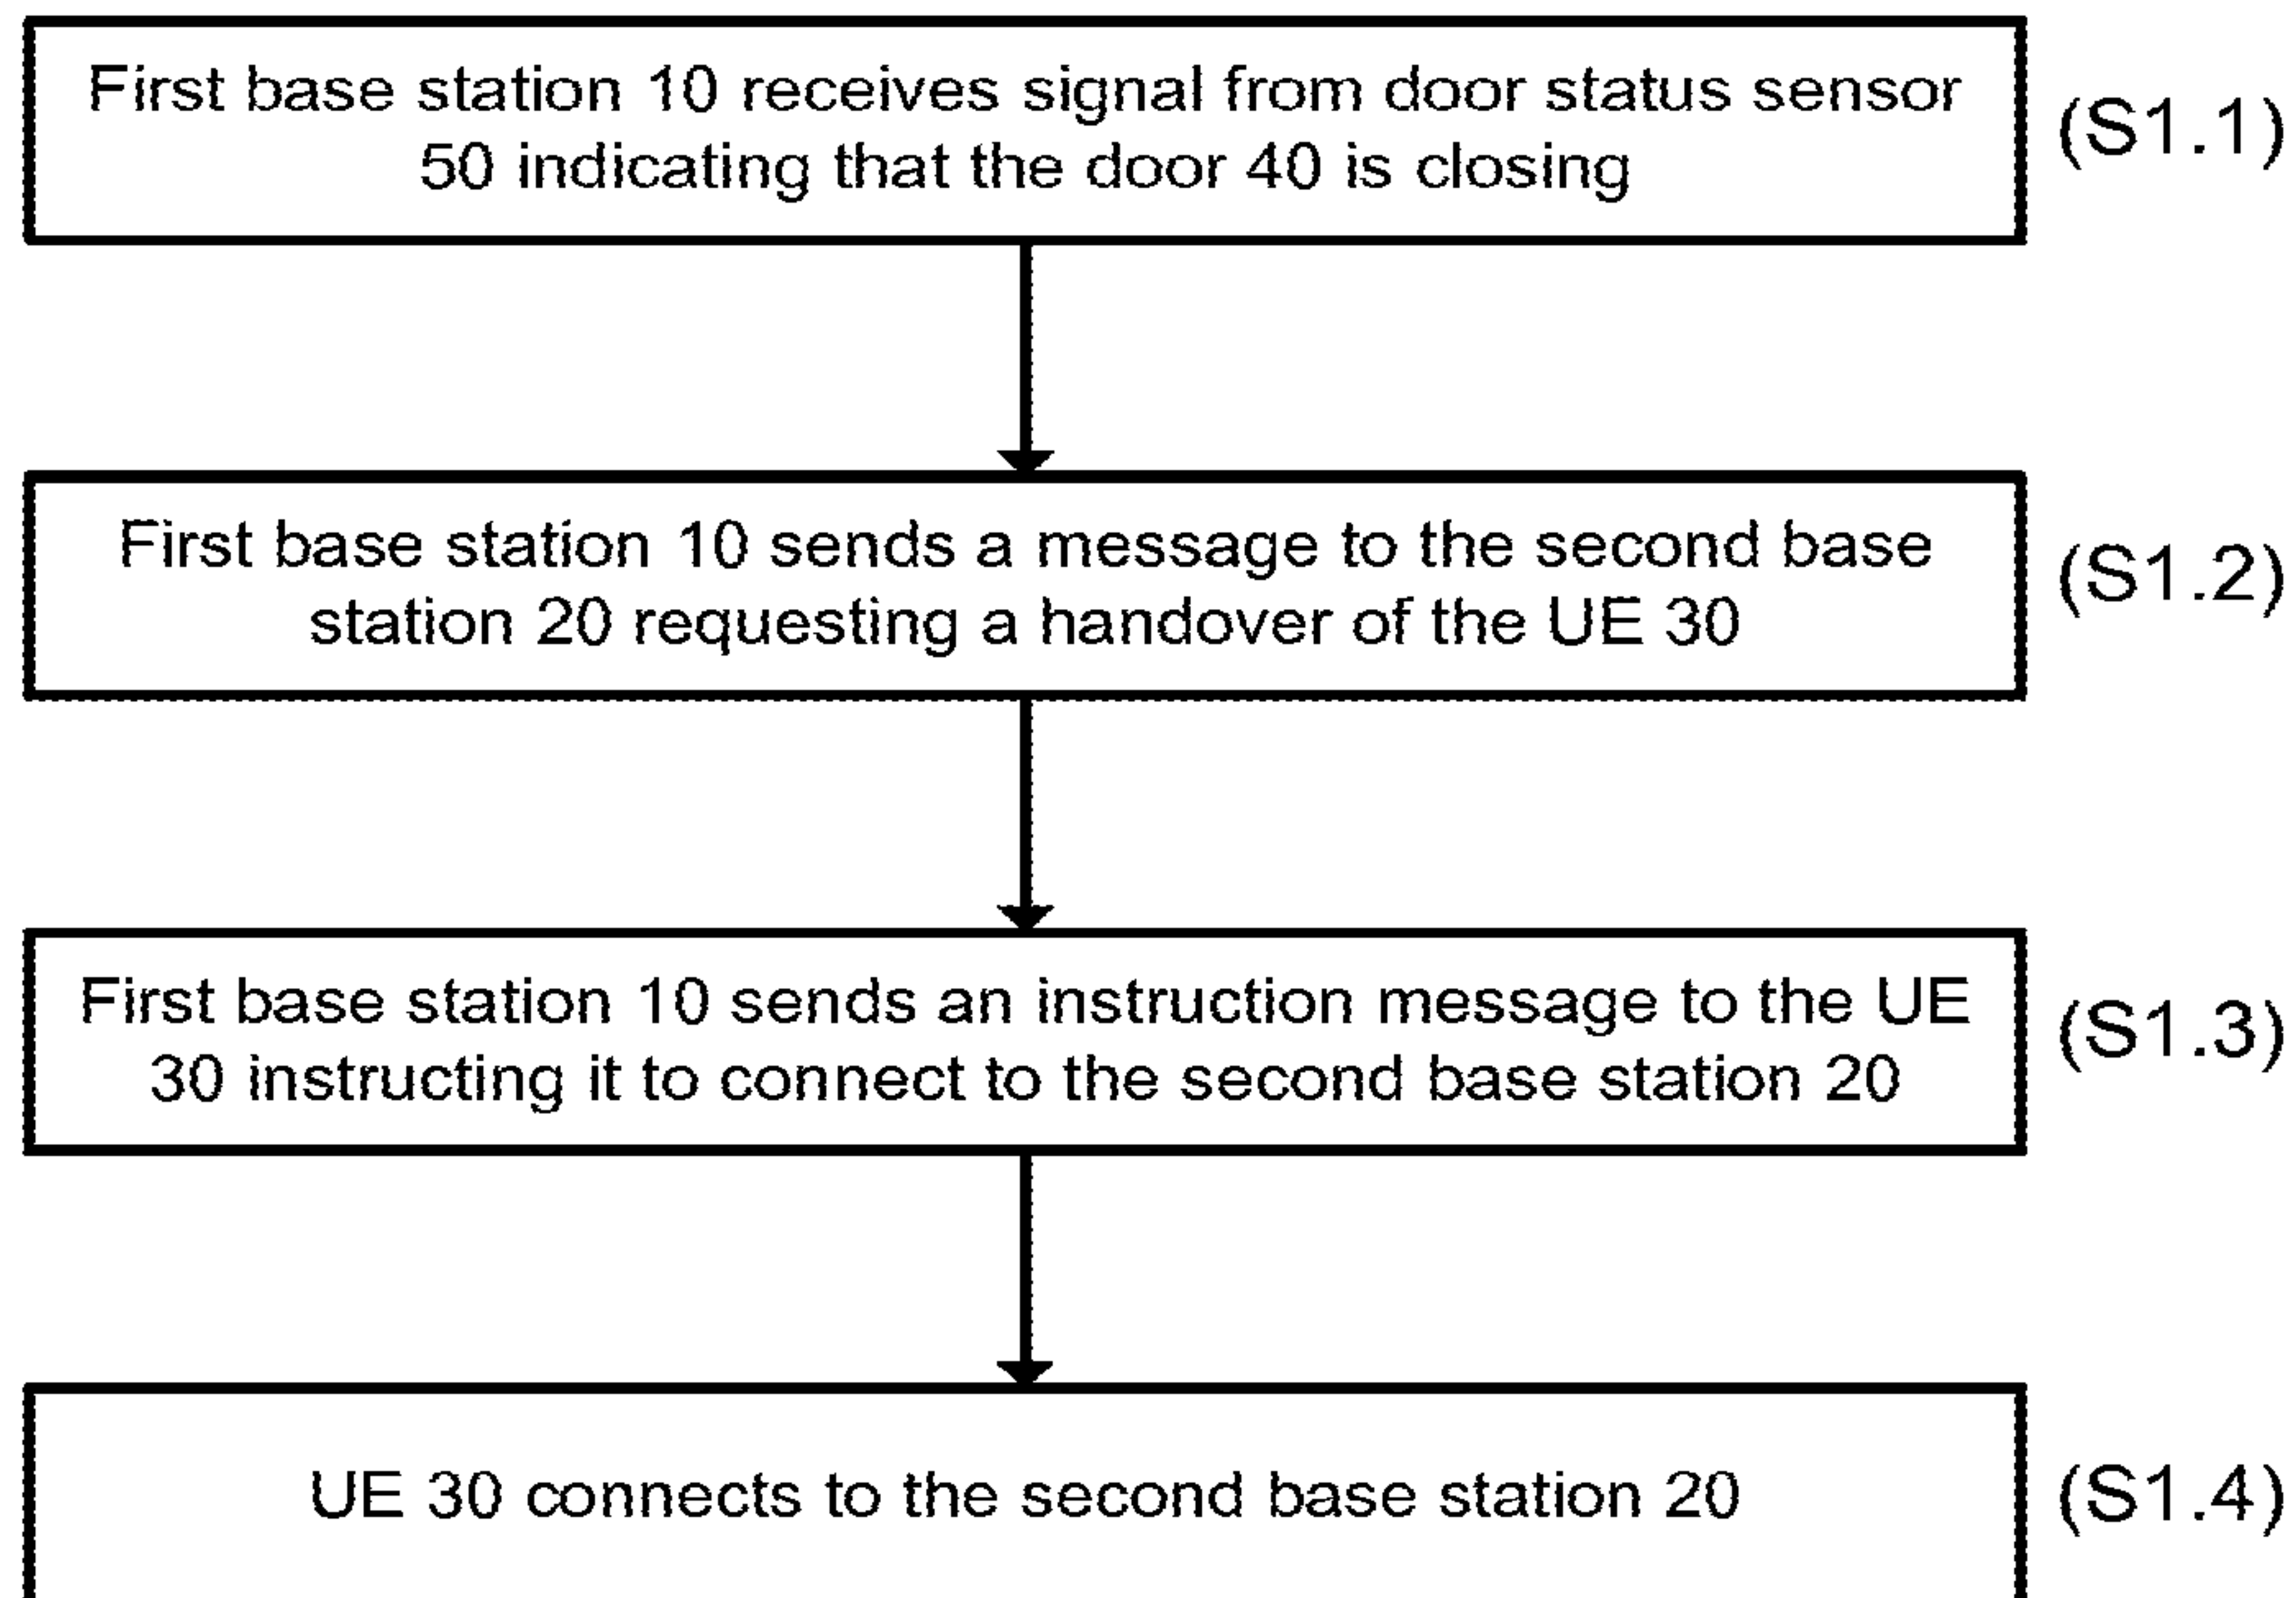 First base station 10 receives signal from door status sensor
50 indicating that the door 40 is closing
(S1.1)
First base station 10 sends a message to the second base
station 20 requesting a handover of the UE 30
(S1.2)
First base station 10 sends an instruction message to the UE
30 instructing it to connect to the second base station 20
(S1.3)
UE 30 connects to the second base station 20
(S1.4)